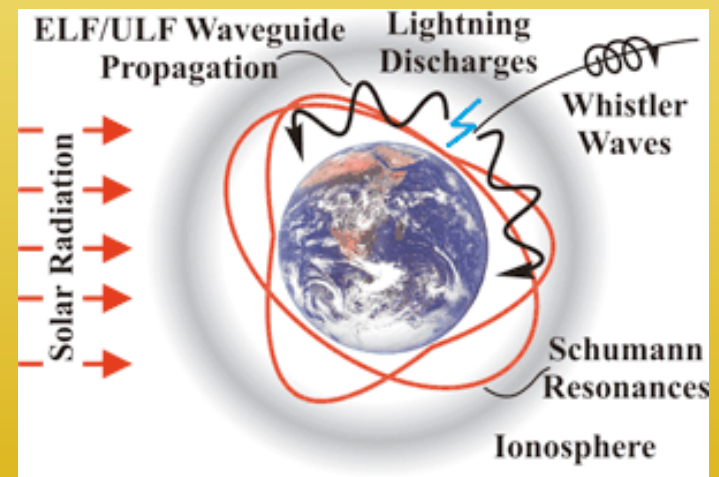 ELF/ULF Waveguide
Propagation
Lightning
Discharges
Whistler
Waves
Solar Radiation
Schumann
Resonances
Ionosphere